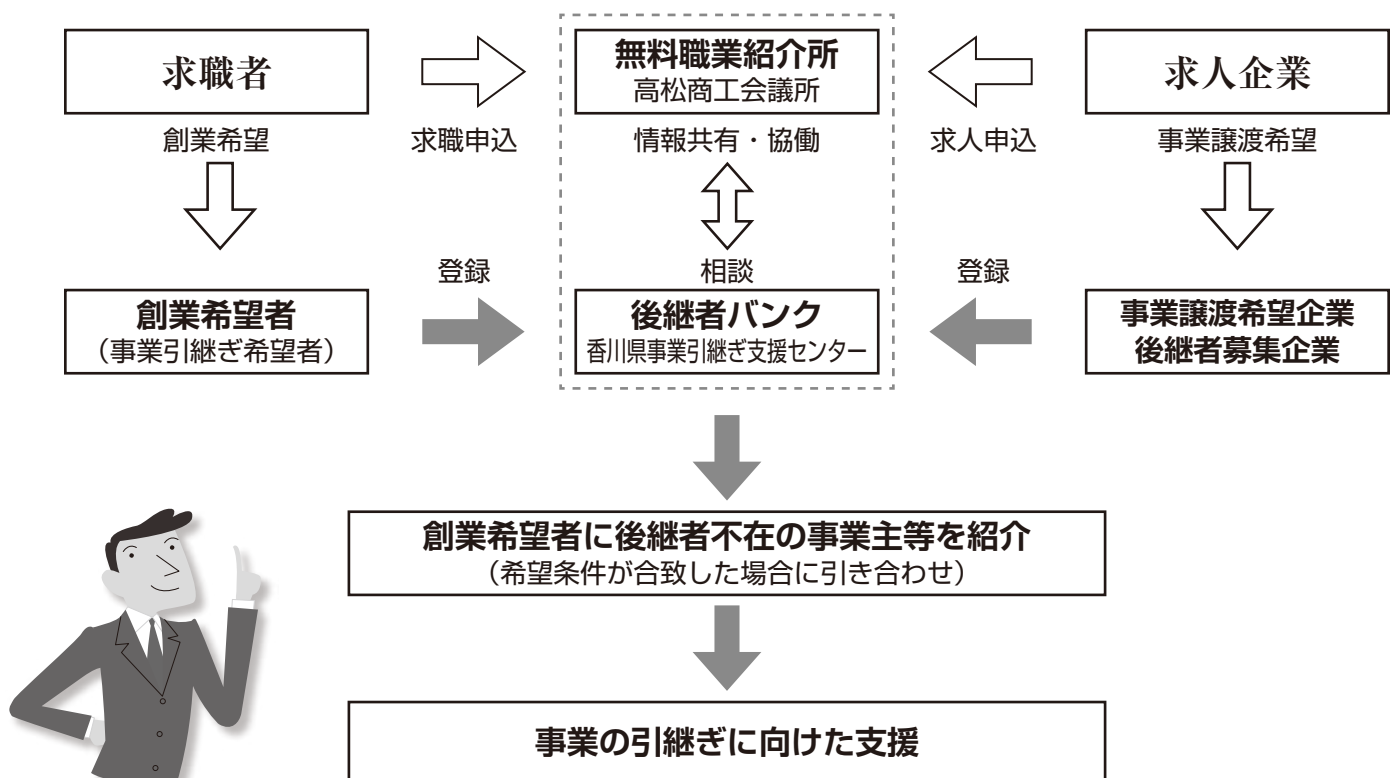 求職者
無料職業紹介所
高松商工会議所
求人企業
創業希望
求職申込
情報共有・協働
求人申込
事業譲渡希望
登録
相談
登録
創業希望者
（事業引継ぎ希望者）
後継者バンク
香川県事業引継ぎ支援センター
事業譲渡希望企業
後継者募集企業
創業希望者に後継者不在の事業主等を紹介
（希望条件が合致した場合に引き合わせ）
事業の引継ぎに向けた支援